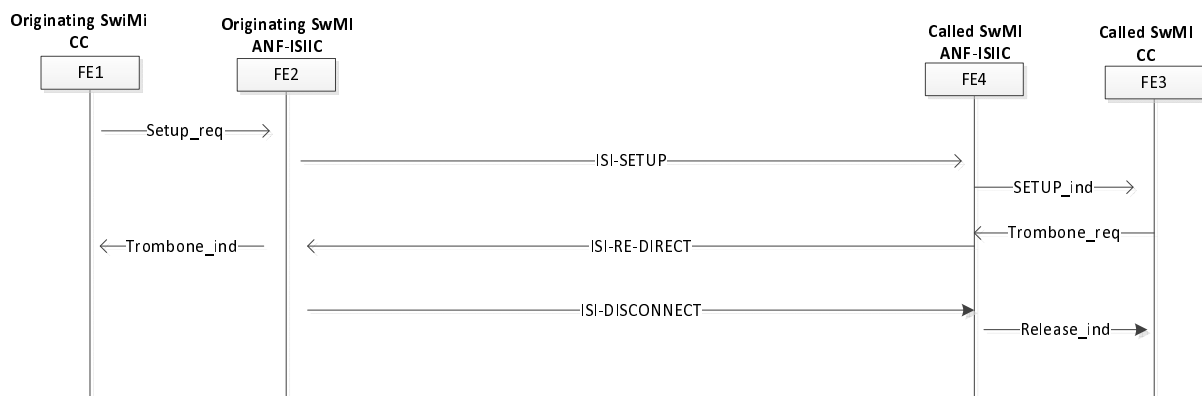 Originating SwiMi
CC
FE1
Originating SwMI
ANF-ISIIC
FE2
Called SwMI
ANF-ISIIC
FE4
Called SwMI
CC
FE3
Setup_req
ISI-SETUP
SETUP_ind
Trombone_req
Trombone_ind
ISI-RE-DIRECT
ISI-DISCONNECT
Release_ind